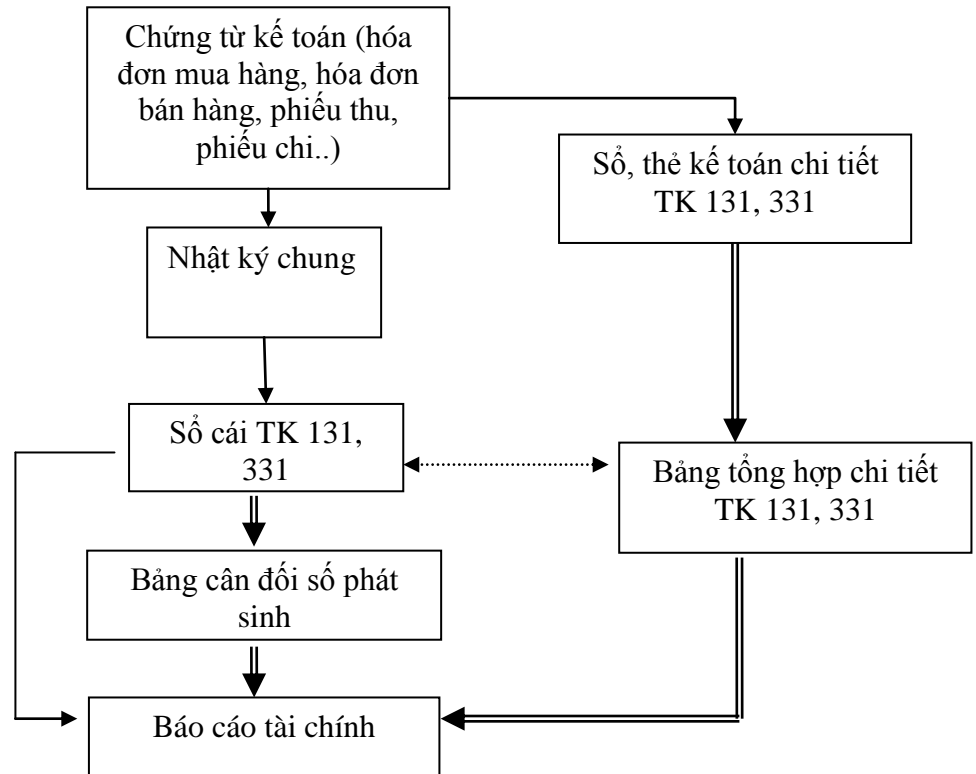 Chứng từ kế toán (hóa
đơn mua hàng, hóa đơn
bán hàng, phiếu thu,
phiếu chi..)
Sổ, thẻ kế toán chi tiết
TK 131, 331
Nhật ký chung
Sổ cái TK 131,
331
Bảng tổng hợp chi tiết
TK 131, 331
Bảng cân đối số phát
sinh
Báo cáo tài chính